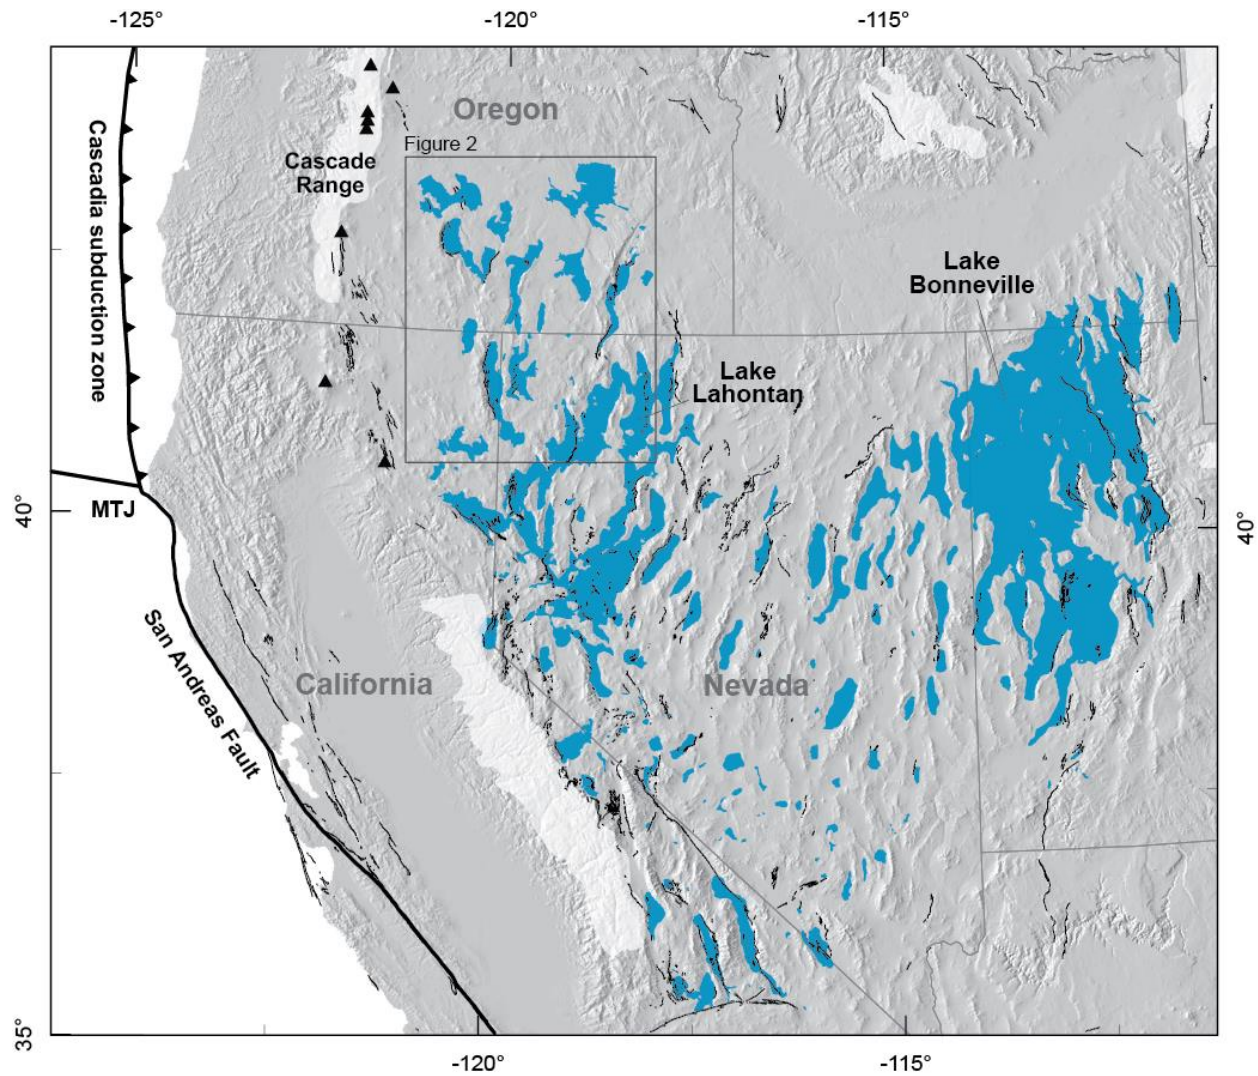 -125°
-120°
-115°
Oregon
Figure 2
Cascade
Range
Cascadia subduction zone
Lake
Bonneville
Lake
Lahontan
40°
MTJ
40°
San Andreas Fault
California
Nevada
35°
-120°
-115°